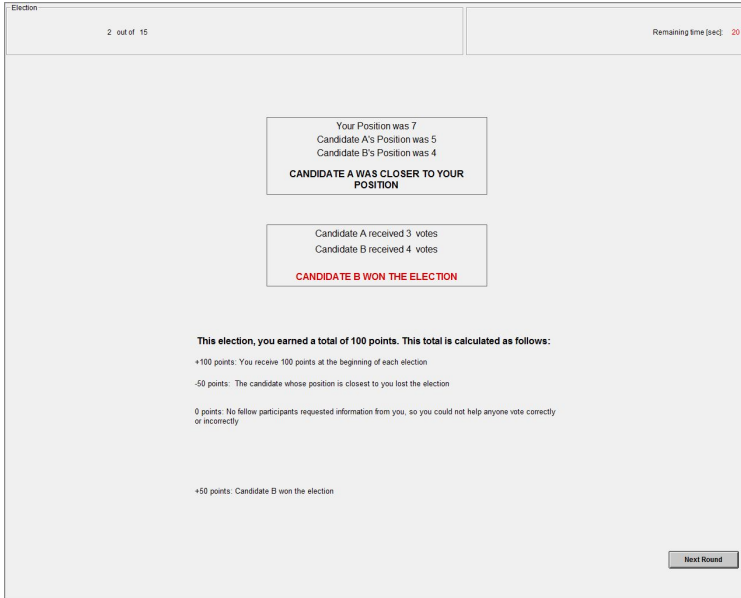 Election
2 out of 15
Remaining time [sec]: 20
Your Position was 7
Candidate A's Position was 5
Candidate B's Position was 4
CANDIDATE A WAS CLOSER TO YOUR
POSITION
Candidate A received 3 votes
Candidate B received 4 votes
CANDIDATE B WON THE ELECTION
This election, you earned a total of 100 points. This total is calculated as follows:
+100 points: You receive 100 points at the beginning of each election
-50 points: The candidate whose position is closest to you lost the election
0 points: No fellow participants requested information from you, so you could not help anyone vote correctly
or incorrectly
+50 points: Candidate B won the election
Next Round